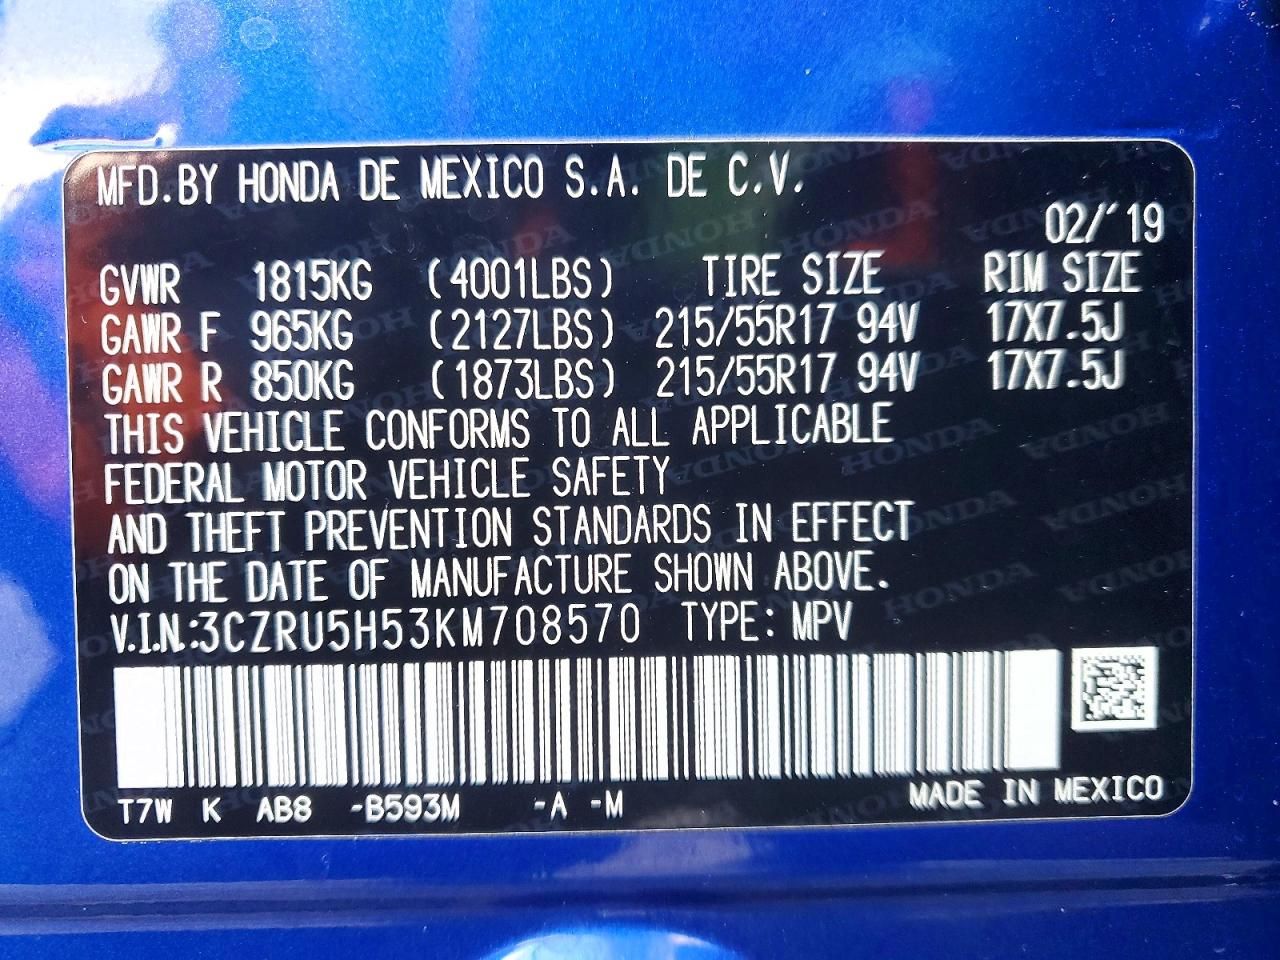 MFD.BY HONDA DE MEXICO S.A. DE C.V.
02/'19
GVWR 1815KG (4001LBS) TIRE SIZE RIM SIZE
GAWR F 965KG (2127LBS) 215/55R17 94V 17X7.5J
GAWR R 850KG (1873LBS) 215/55R17 94V 17X7.5J
THIS VEHICLE CONFORMS TO ALL APPLICABLE
FEDERAL MOTOR VEHICLE SAFETY
AND THEFT PREVENTION STANDARDS IN EFFECT
ON THE DATE OF MANUFACTURE SHOWN ABOVE.
V.I.N.:3CZRU5H53KM708570 TYPE: MPV
T7W K AB8 -B593M -A -M MADE IN MEXICO